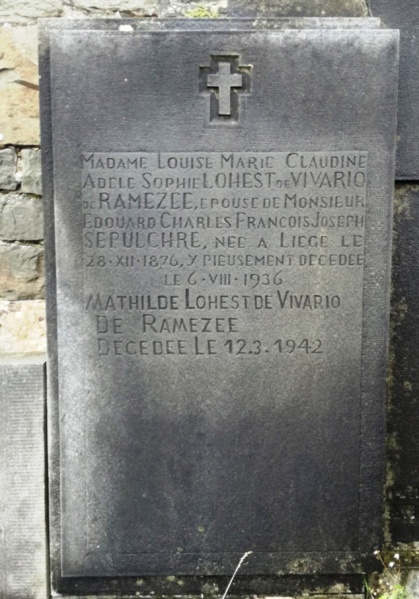 MADAME LOUISE MARIE CLAUDINE
ADELE SOPHIE LOHEST DE VIVARIO
DE RAMEZEE, EPOUSE DE MONSIEUR
EDOUARD CHARLES FRANCOIS JOSEPH
SEPULCHRE, NEE A LIEGE LE
28·XII·1876, Y PIEUSEMENT DECEDEE
LE 6·VIII·1936
MATHILDE LOHEST DE VIVARIO
DE RAMEZEE
DECEDEE LE 12.3.1942